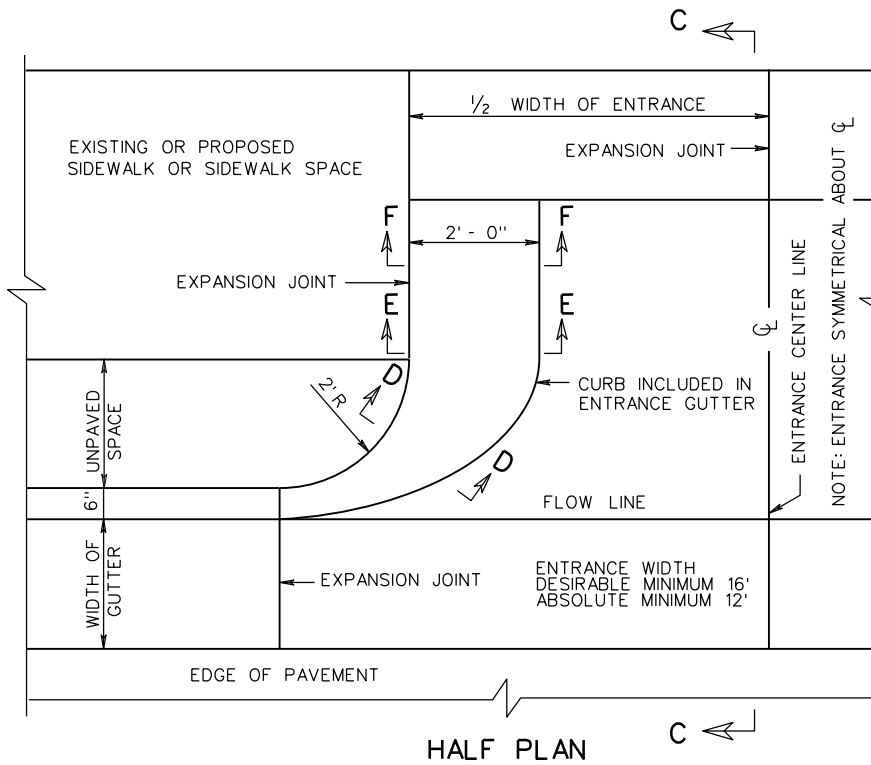 C
½ WIDTH OF ENTRANCE
EXISTING OR PROPOSED
SIDEWALK OR SIDEWALK SPACE
EXPANSION JOINT
F
F
2' - 0"
EXPANSION JOINT
E
E
D
2' R
CURB INCLUDED IN
ENTRANCE GUTTER
UNPAVED
SPACE
D
6"
FLOW LINE
WIDTH OF
GUTTER
EXPANSION JOINT
ENTRANCE WIDTH
DESIRABLE MINIMUM 16'
ABSOLUTE MINIMUM 12'
℄
ENTRANCE CENTER LINE
NOTE: ENTRANCE SYMMETRICAL ABOUT ℄
EDGE OF PAVEMENT
C
HALF PLAN